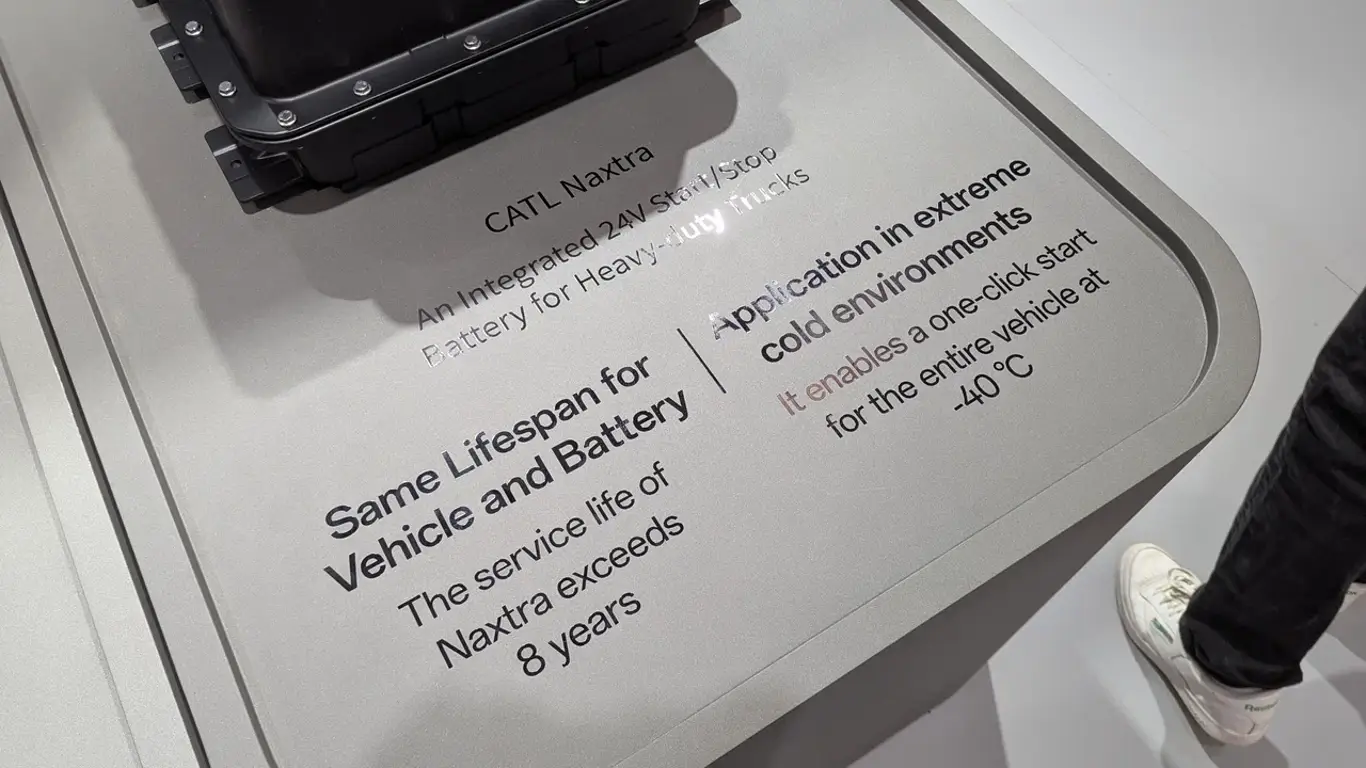 CATL Naxtra
An Integrated 24V Start/Stop
Battery for Heavy-duty Trucks
Same Lifespan for
Vehicle and Battery
The service life of
Naxtra exceeds
8 years
Application in extreme
cold environments
It enables a one-click start
for the entire vehicle at
-40 °C
Reebok